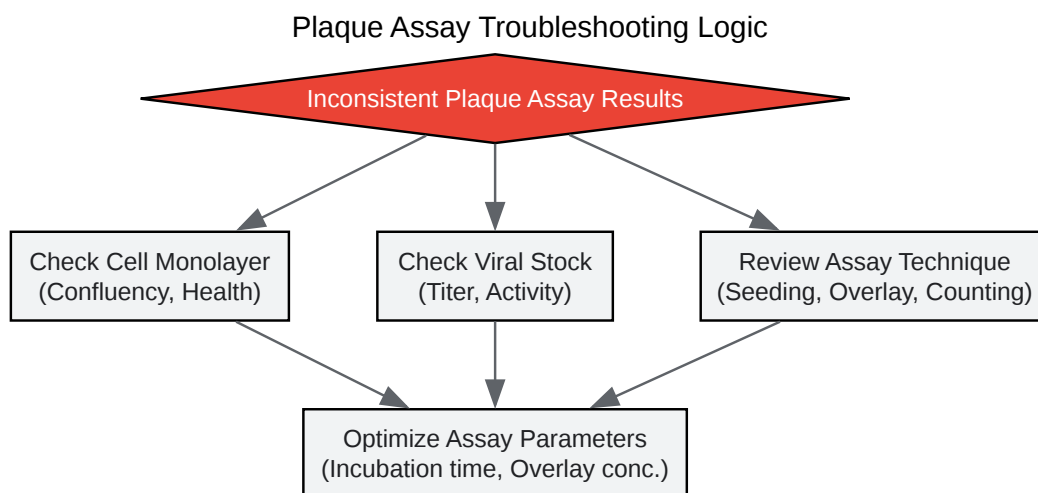 Plaque Assay Troubleshooting Logic
Inconsistent Plaque Assay Results
Check Cell Monolayer
(Confluency, Health)
Check Viral Stock
(Titer, Activity)
Review Assay Technique
(Seeding, Overlay, Counting)
Optimize Assay Parameters
(Incubation time, Overlay conc.)